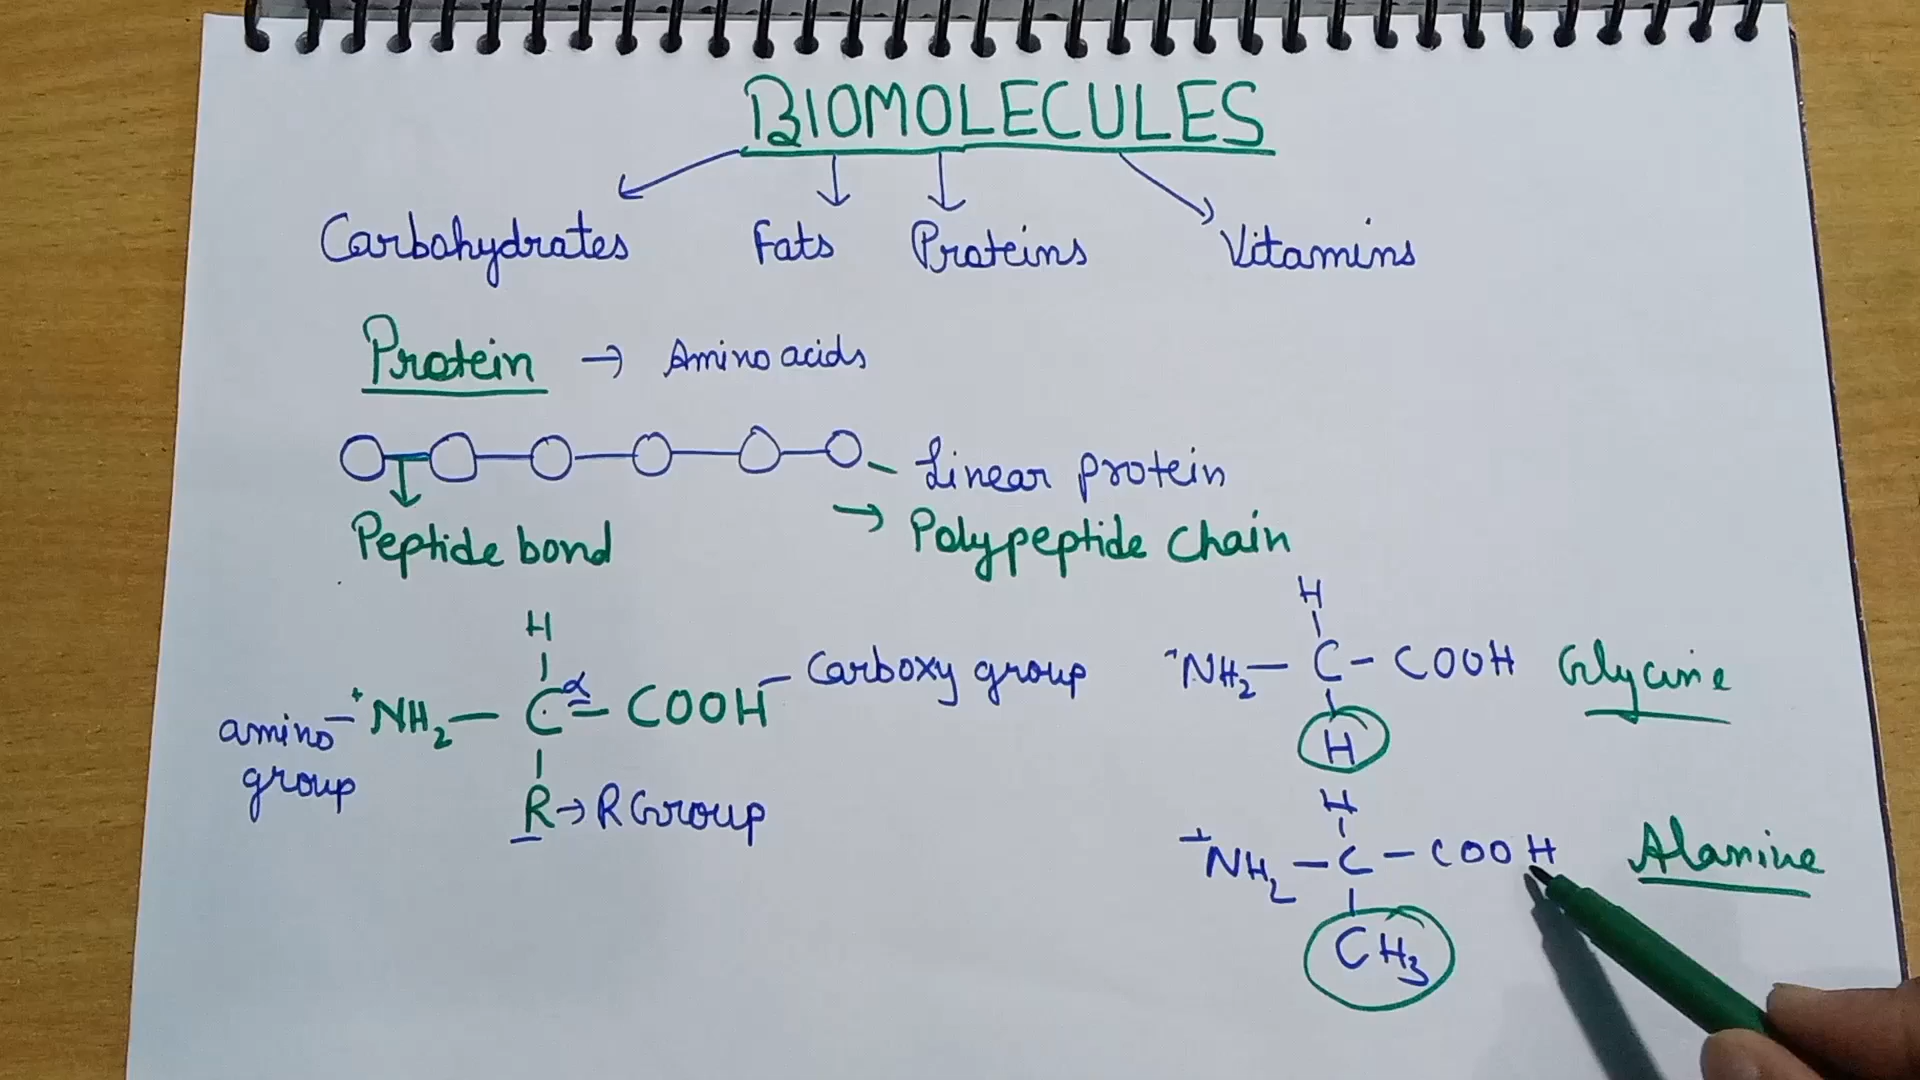 BIOMOLECULES
Carbohydrates Fats Proteins Vitamins
Protein → Amino acids
Linear protein
Peptide bond → Polypeptide chain
H
+NH2 — Cα — COOH — Carboxy group
amino group
R → R Group
H
NH2 — C — COOH Glycine
H
H
+NH2 — C — COOH Alanine
CH3